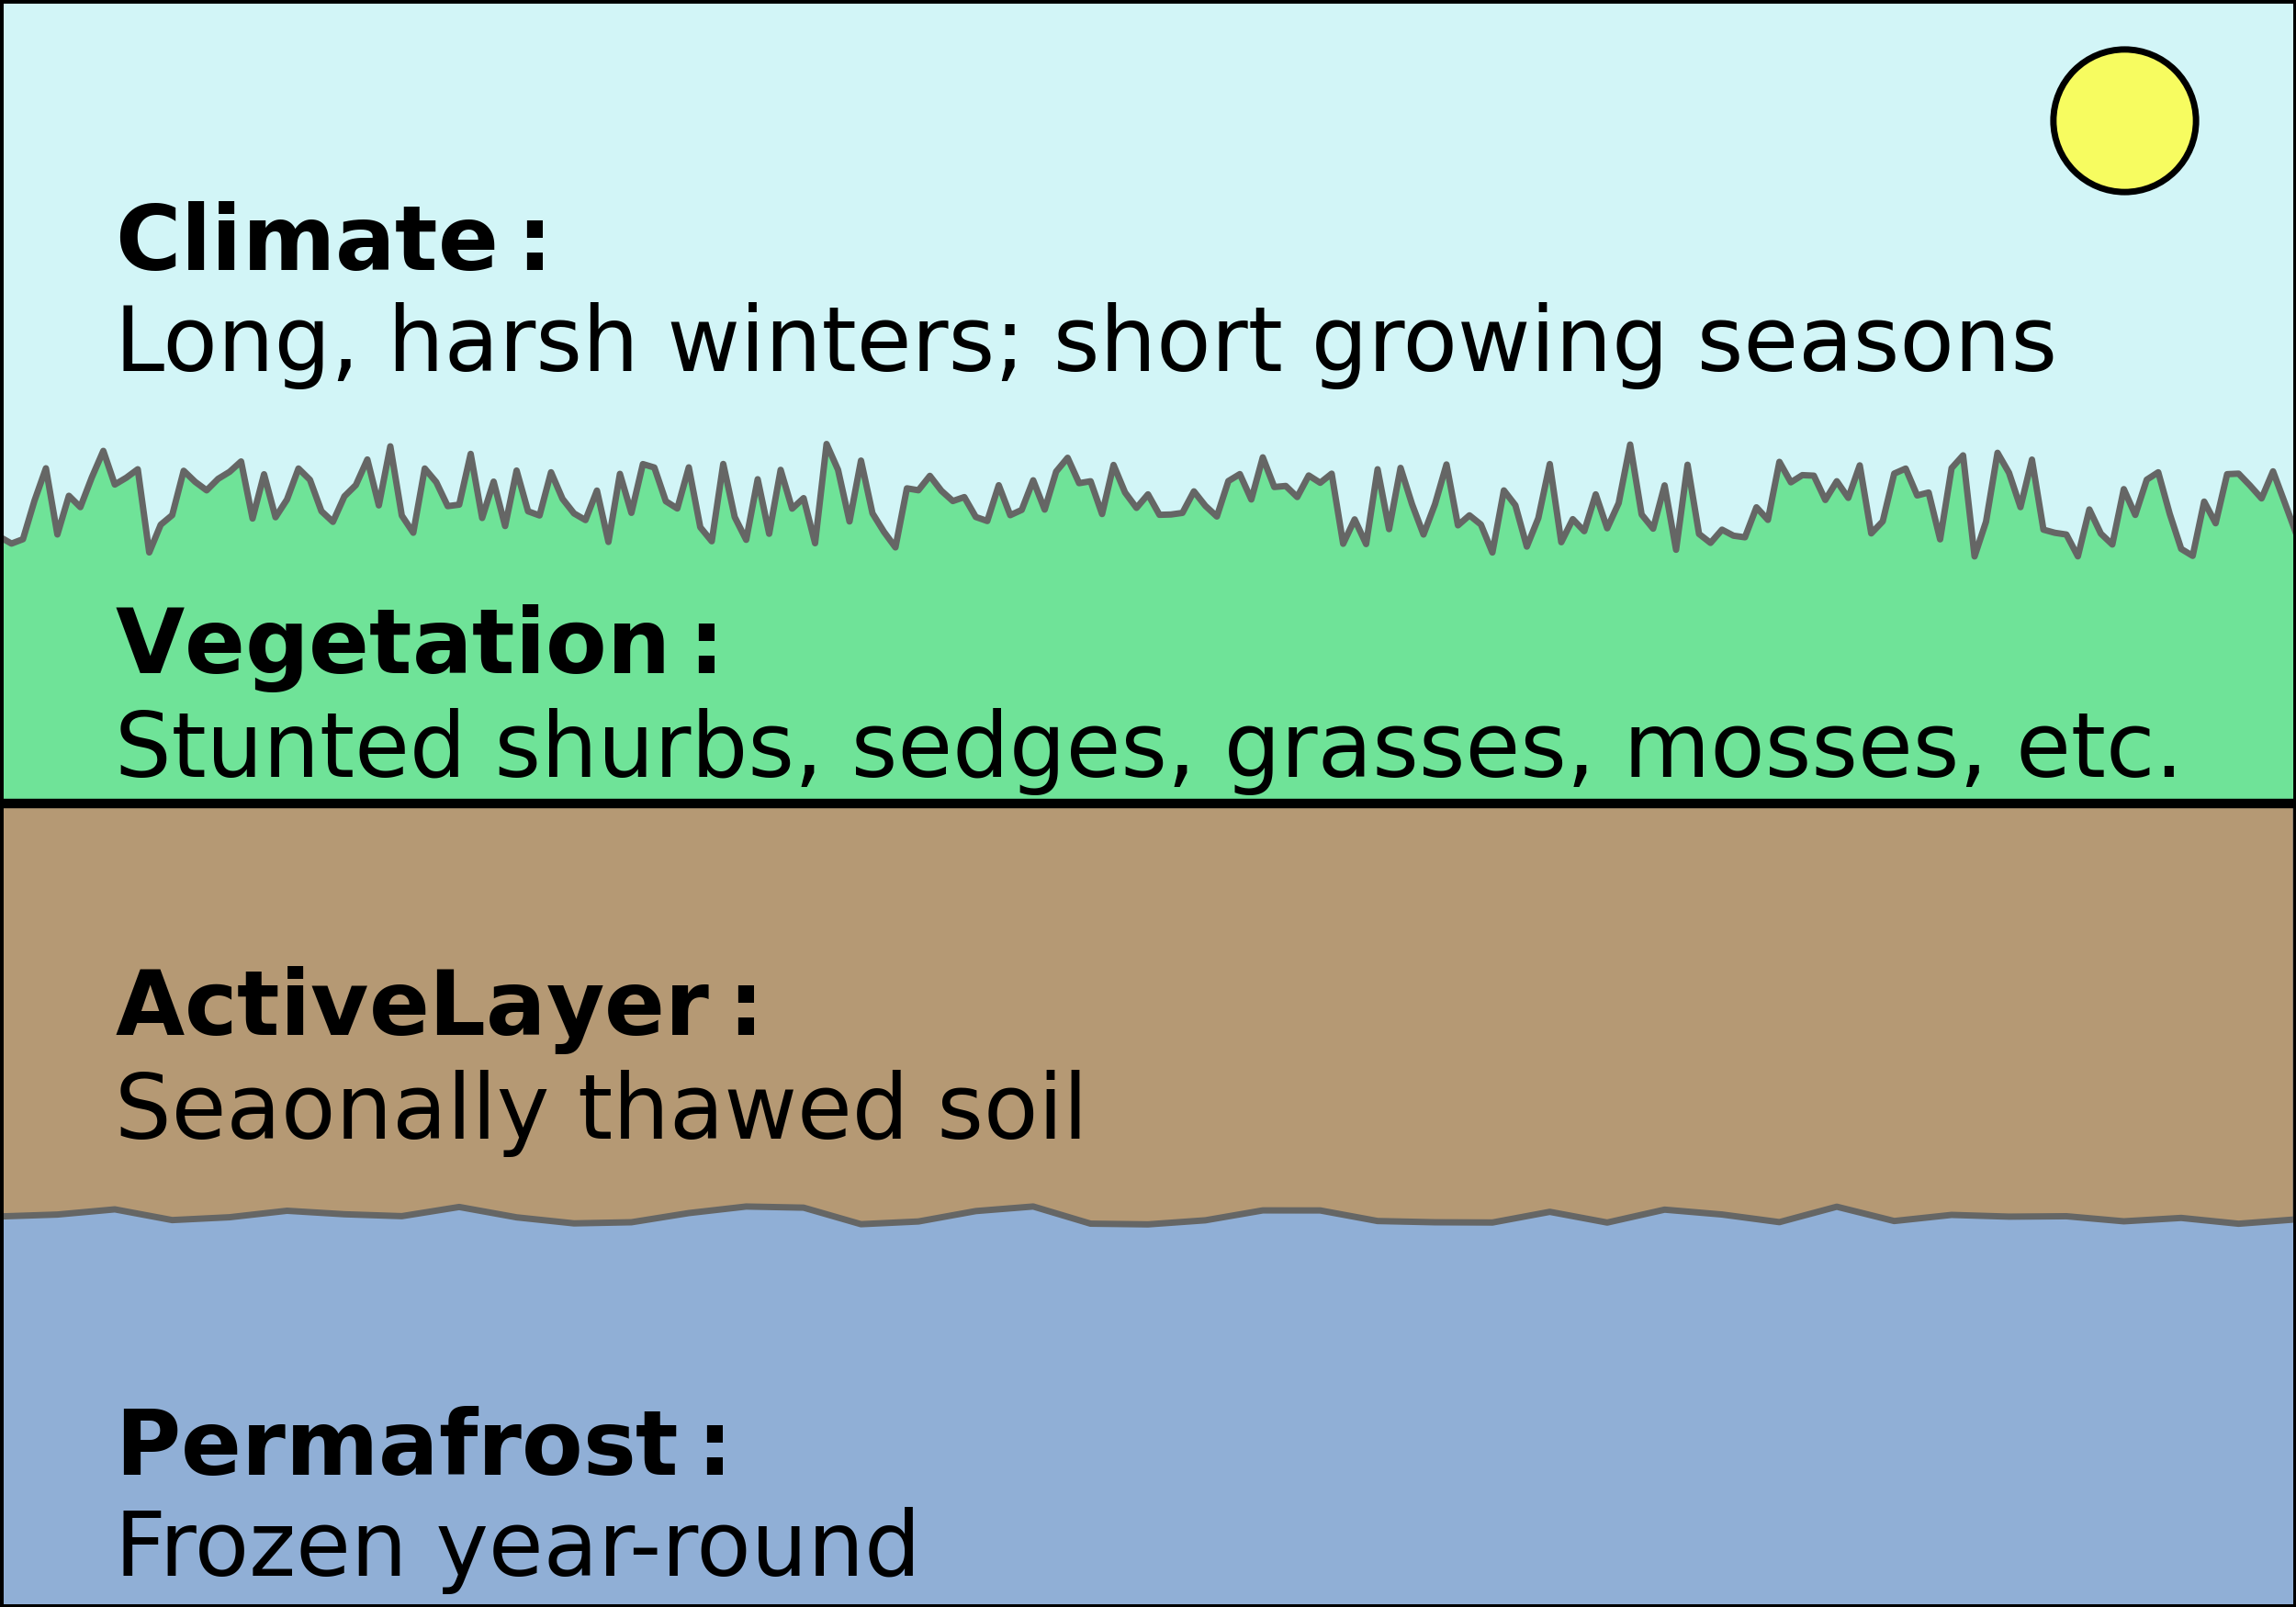 Climate :
Long, harsh winters; short growing seasons
Vegetation :
Stunted shurbs, sedges, grasses, mosses, etc.
ActiveLayer :
Seaonally thawed soil
Permafrost :
Frozen year-round